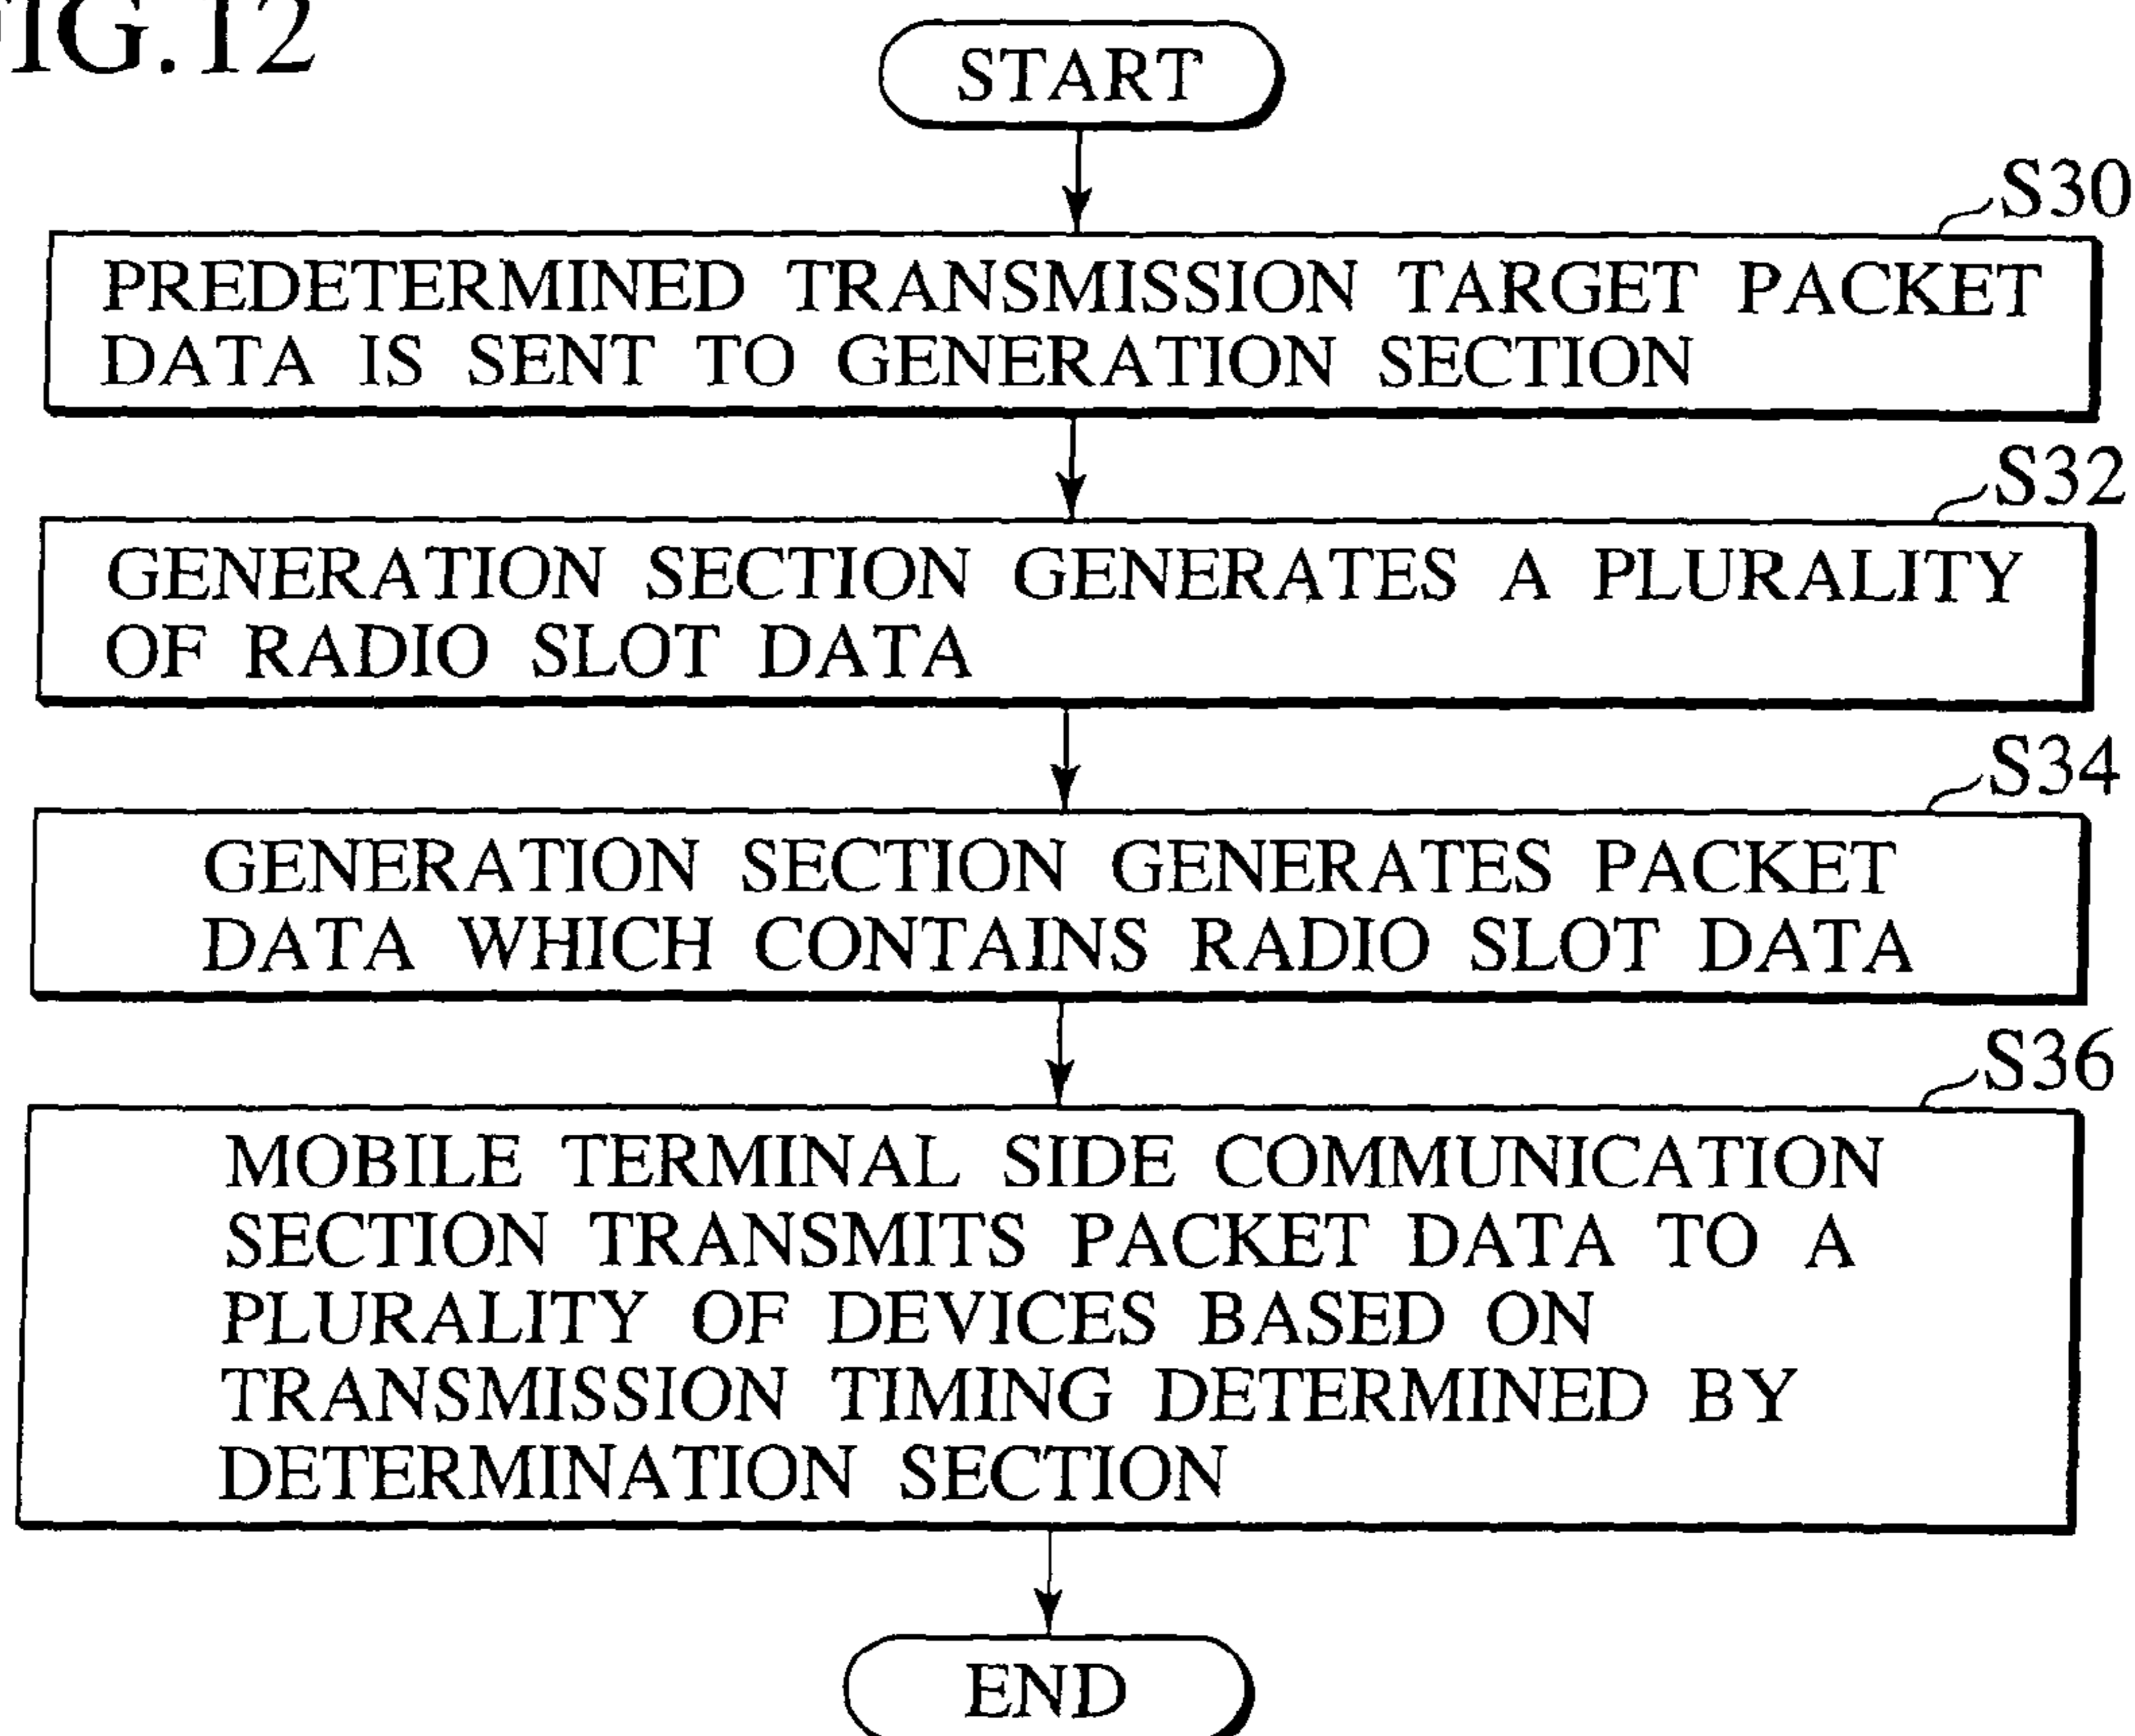 FIG.12
START
S30
PREDETERMINED TRANSMISSION TARGET PACKET
DATA IS SENT TO GENERATION SECTION
S32
GENERATION SECTION GENERATES A PLURALITY
OF RADIO SLOT DATA
S34
GENERATION SECTION GENERATES PACKET
DATA WHICH CONTAINS RADIO SLOT DATA
S36
MOBILE TERMINAL SIDE COMMUNICATION
SECTION TRANSMITS PACKET DATA TO A
PLURALITY OF DEVICES BASED ON
TRANSMISSION TIMING DETERMINED BY
DETERMINATION SECTION
END